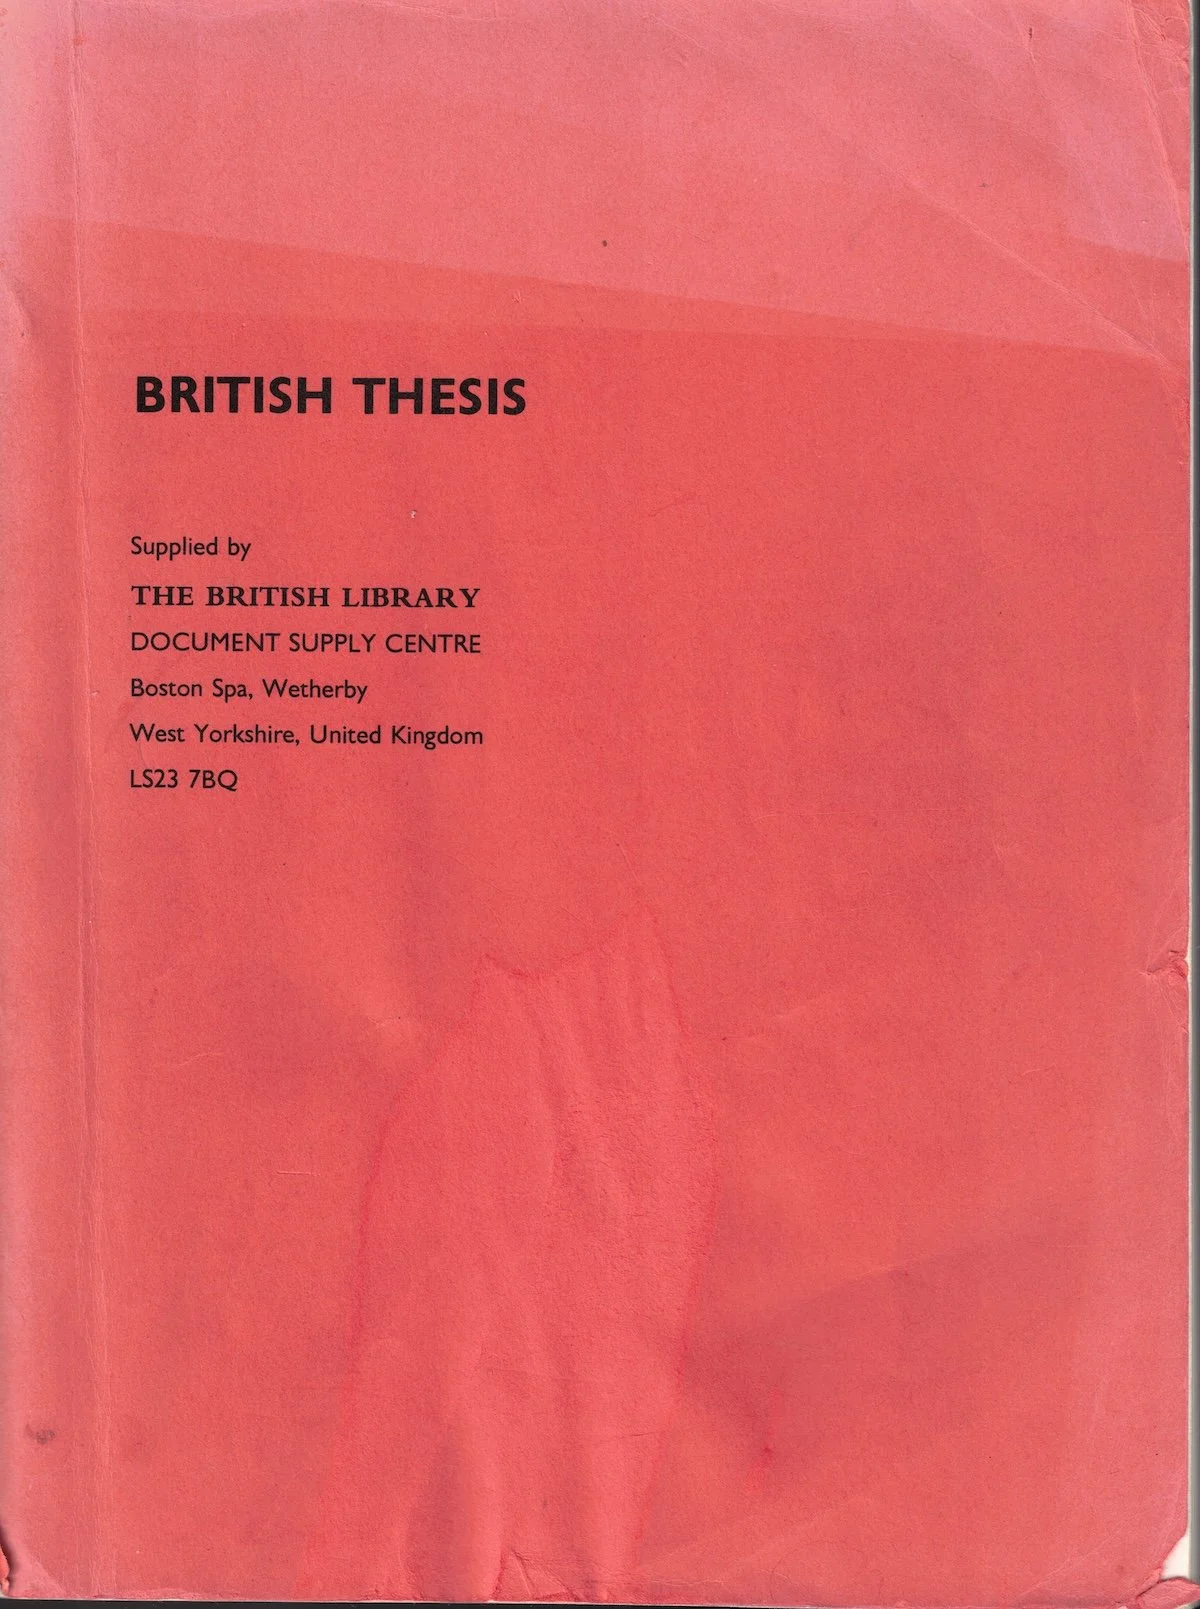 BRITISH THESIS
Supplied by
THE BRITISH LIBRARY
DOCUMENT SUPPLY CENTRE
Boston Spa, Wetherby
West Yorkshire, United Kingdom
LS23 7BQ